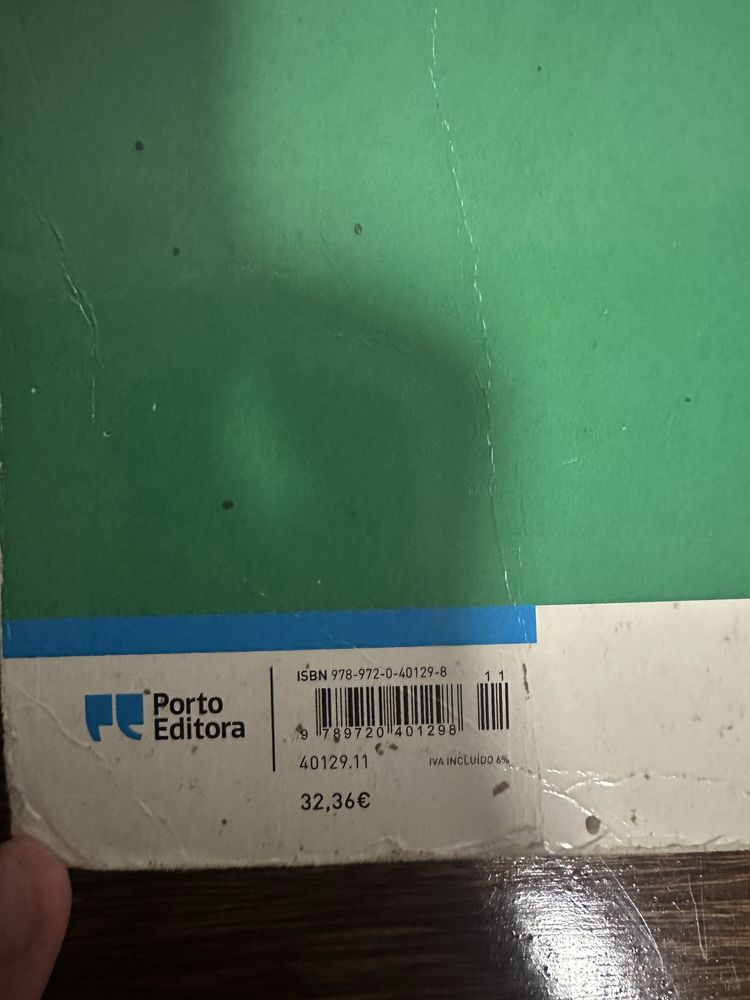 Porto
Editora
ISBN 978-972-0-40129-8
11
9 789720 401298
40129.11
IVA INCLUÍDO 6%
32,36€